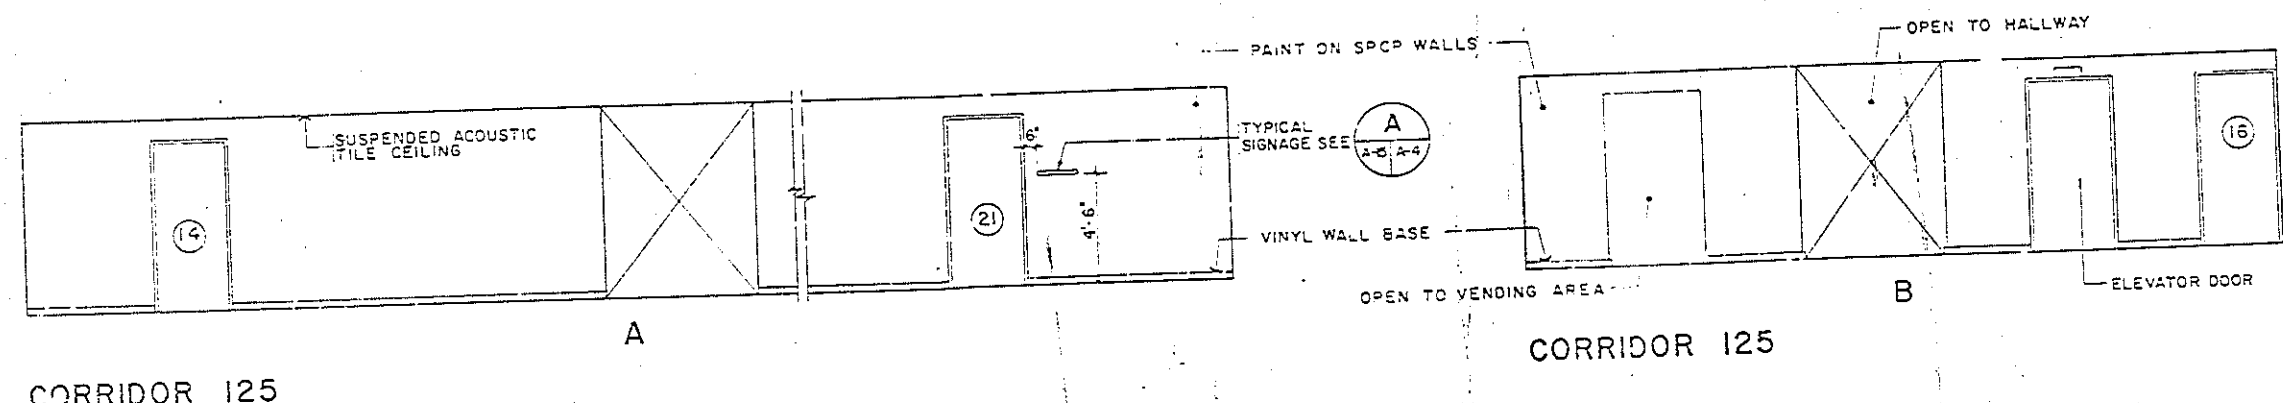 OPEN TO HALLWAY
PAINT ON SPCP WALLS
SUSPENDED ACOUSTIC
TILE CEILING
6"
TYPICAL
SIGNAGE SEE
A
A-5 A-4
16
14
21
4'-6"
VINYL WALL BASE
OPEN TO VENDING AREA
ELEVATOR DOOR
A
B
CORRIDOR 125
CORRIDOR 125